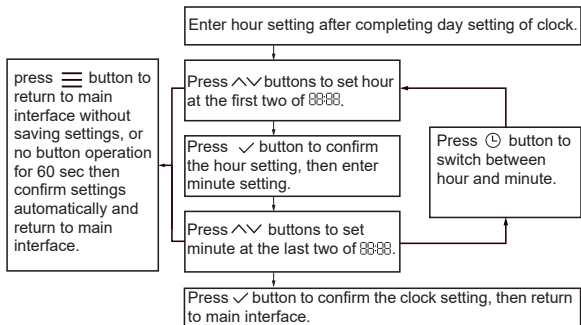 Enter hour setting after completing day setting of clock.
press ☰ button to
return to main
interface without
saving settings, or
no button operation
for 60 sec then
confirm settings
automatically and
return to main
interface.
Press ∧∨ buttons to set hour
at the first two of 88:88.
Press ✓ button to confirm
the hour setting, then enter
minute setting.
Press ∧∨ buttons to set
minute at the last two of 88:88.
Press 🕒 button to
switch between
hour and minute.
Press ✓ button to confirm the clock setting, then return
to main interface.